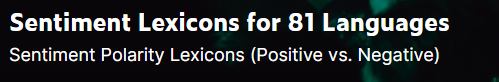 Sentiment Lexicons for 81 Languages
Sentiment Polarity Lexicons (Positive vs. Negative)